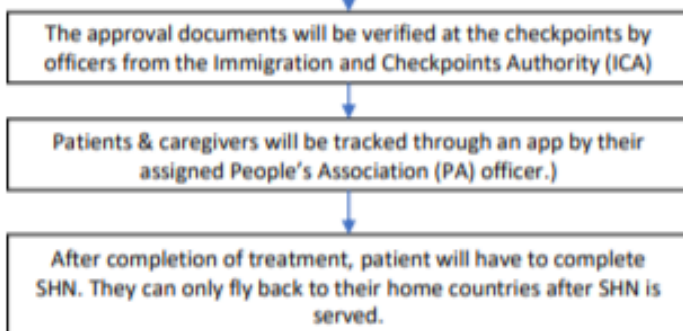 The approval documents will be verified at the checkpoints by
officers from the Immigration and Checkpoints Authority (ICA)
Patients & caregivers will be tracked through an app by their
assigned People's Association (PA) officer.)
After completion of treatment, patient will have to complete
SHN. They can only fly back to their home countries after SHN is
served.